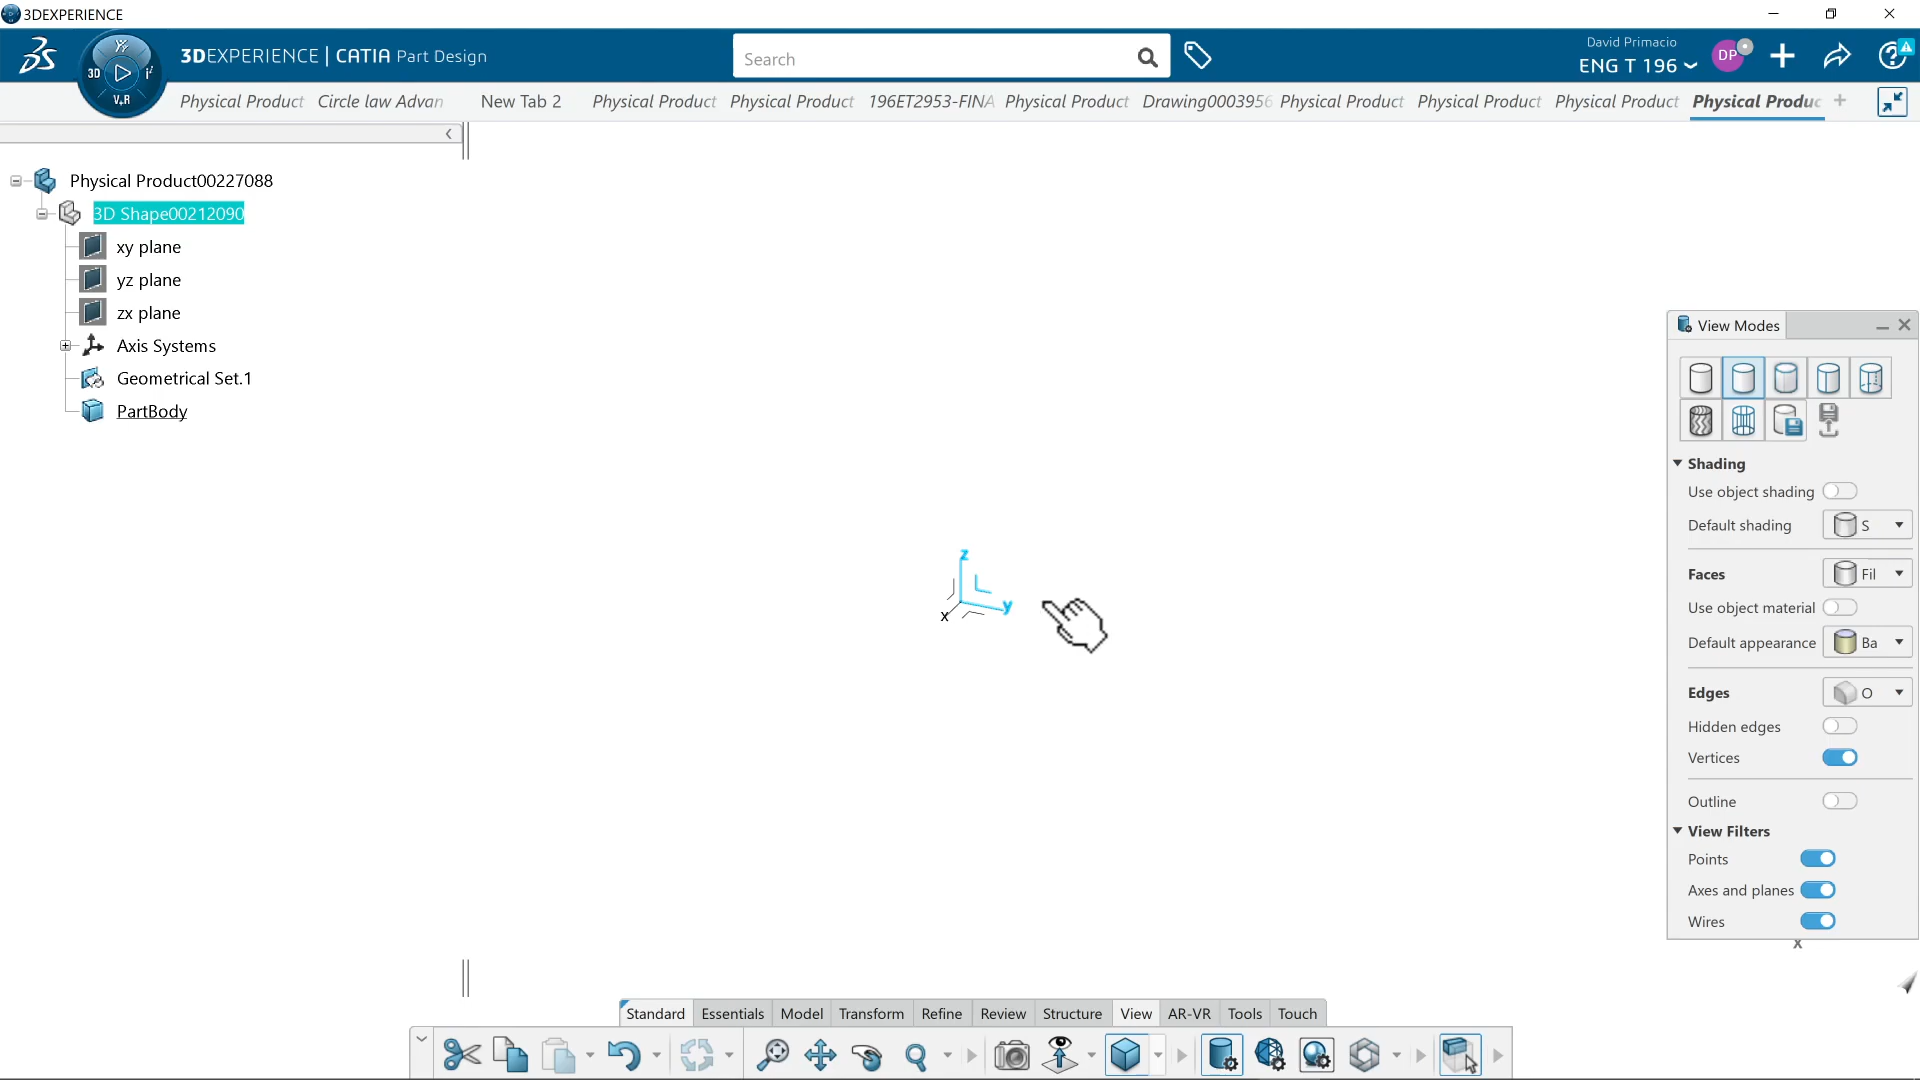 3DEXPERIENCE
3DEXPERIENCE | CATIA Part Design
Search
David Primacio
ENG T 196
DP
3D
V+R
Physical Product
Circle law Advan
New Tab 2
Physical Product
Physical Product
196ET2953-FINA
Physical Product
Drawing0003956
Physical Product
Physical Product
Physical Product
Physical Produc
Physical Product00227088
3D Shape00212090
xy plane
yz plane
zx plane
Axis Systems
Geometrical Set.1
PartBody
z
y
x
View Modes
Shading
Use object shading
Default shading
S
Faces
Fil
Use object material
Default appearance
Ba
Edges
O
Hidden edges
Vertices
Outline
View Filters
Points
Axes and planes
Wires
x
Standard
Essentials
Model
Transform
Refine
Review
Structure
View
AR-VR
Tools
Touch